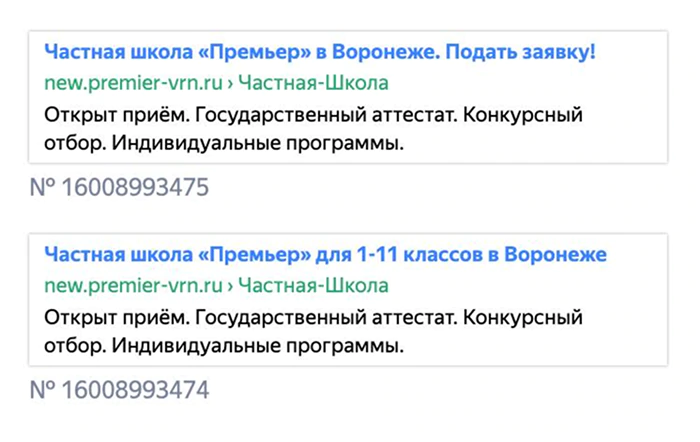 Частная школа «Премьер» в Воронеже. Подать заявку!
new.premier-vrn.ru › Частная-Школа
Открыт приём. Государственный аттестат. Конкурсный
отбор. Индивидуальные программы.
№ 16008993475
Частная школа «Премьер» для 1-11 классов в Воронеже
new.premier-vrn.ru › Частная-Школа
Открыт приём. Государственный аттестат. Конкурсный
отбор. Индивидуальные программы.
№ 16008993474